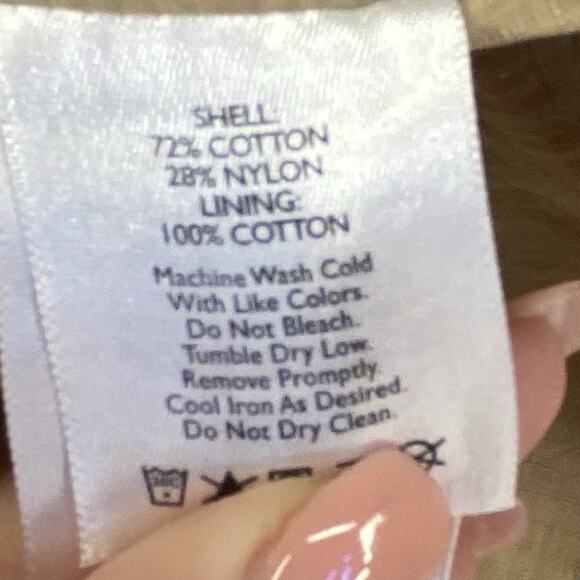 SHELL:
72% COTTON
28% NYLON
LINING:
100% COTTON
Machine Wash Cold
With Like Colors.
Do Not Bleach.
Tumble Dry Low.
Remove Promptly.
Cool Iron As Desired.
Do Not Dry Clean.